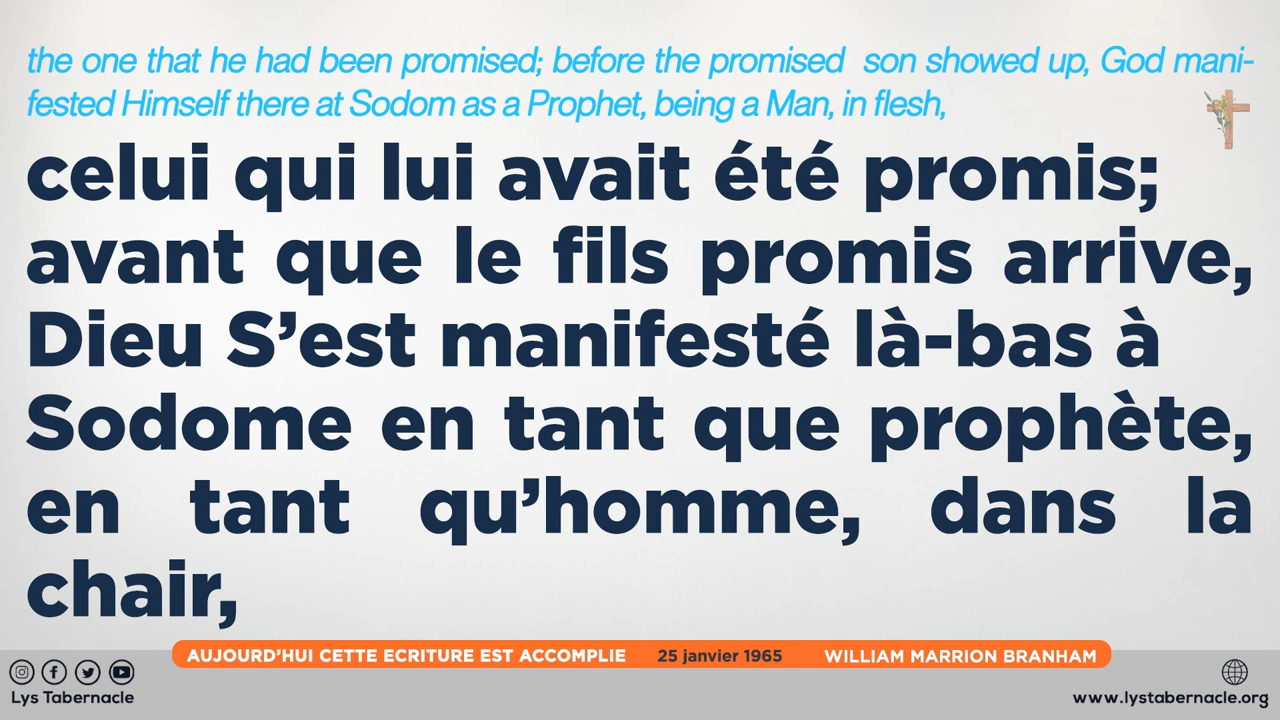 the one that he had been promised; before the promised son showed up, God mani-
fested Himself there at Sodom as a Prophet, being a Man, in flesh,
celui qui lui avait été promis;
avant que le fils promis arrive,
Dieu S’est manifesté là-bas à
Sodome en tant que prophète,
en tant qu’homme, dans la
chair,
AUJOURD’HUI CETTE ECRITURE EST ACCOMPLIE 25 janvier 1965 WILLIAM MARRION BRANHAM
Lys Tabernacle
www.lystabernacle.org